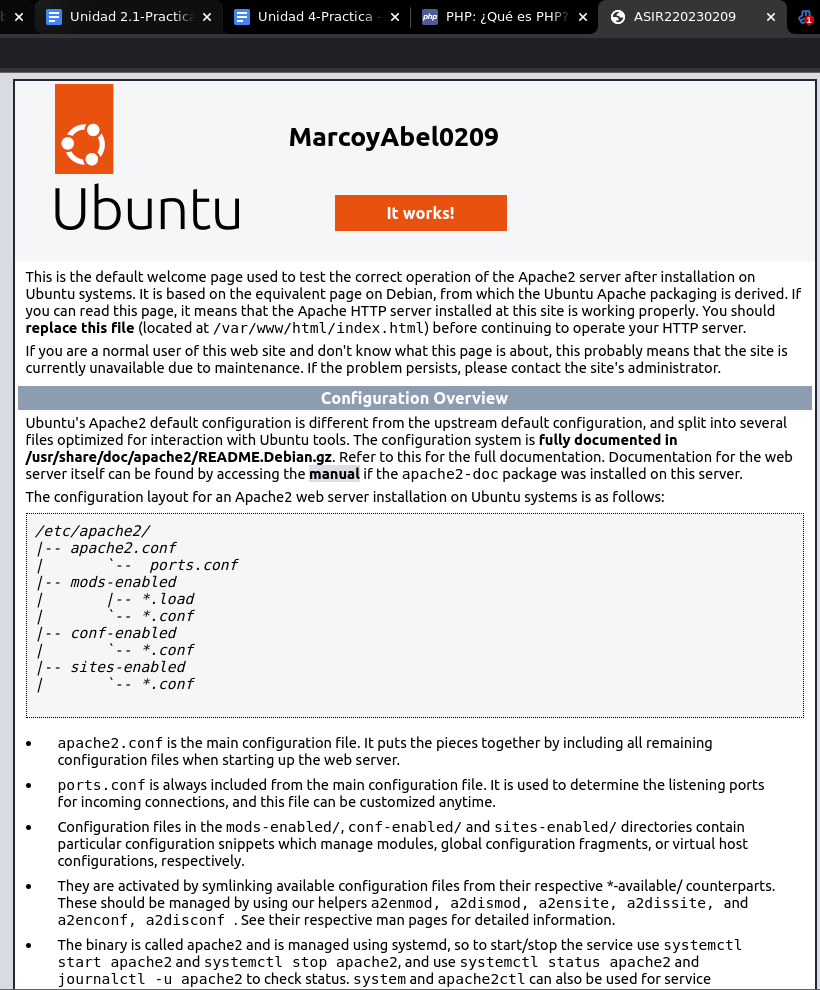 Unidad 2.1-Practica
Unidad 4-Practica
PHP: ¿Qué es PHP?
ASIR220230209
php
1
MarcoyAbel0209
Ubuntu
It works!
This is the default welcome page used to test the correct operation of the Apache2 server after installation on
Ubuntu systems. It is based on the equivalent page on Debian, from which the Ubuntu Apache packaging is derived. If
you can read this page, it means that the Apache HTTP server installed at this site is working properly. You should
replace this file (located at /var/www/html/index.html) before continuing to operate your HTTP server.
If you are a normal user of this web site and don't know what this page is about, this probably means that the site is
currently unavailable due to maintenance. If the problem persists, please contact the site's administrator.
Configuration Overview
Ubuntu's Apache2 default configuration is different from the upstream default configuration, and split into several
files optimized for interaction with Ubuntu tools. The configuration system is fully documented in
/usr/share/doc/apache2/README.Debian.gz. Refer to this for the full documentation. Documentation for the web
server itself can be found by accessing the manual if the apache2-doc package was installed on this server.
The configuration layout for an Apache2 web server installation on Ubuntu systems is as follows:
/etc/apache2/
|-- apache2.conf
|       `--  ports.conf
|-- mods-enabled
|       |-- *.load
|       `-- *.conf
|-- conf-enabled
|       `-- *.conf
|-- sites-enabled
|       `-- *.conf
• apache2.conf is the main configuration file. It puts the pieces together by including all remaining
configuration files when starting up the web server.
• ports.conf is always included from the main configuration file. It is used to determine the listening ports
for incoming connections, and this file can be customized anytime.
• Configuration files in the mods-enabled/, conf-enabled/ and sites-enabled/ directories contain
particular configuration snippets which manage modules, global configuration fragments, or virtual host
configurations, respectively.
• They are activated by symlinking available configuration files from their respective *-available/ counterparts.
These should be managed by using our helpers a2enmod, a2dismod, a2ensite, a2dissite, and
a2enconf, a2disconf . See their respective man pages for detailed information.
• The binary is called apache2 and is managed using systemd, so to start/stop the service use systemctl
start apache2 and systemctl stop apache2, and use systemctl status apache2 and
journalctl -u apache2 to check status. system and apache2ctl can also be used for service